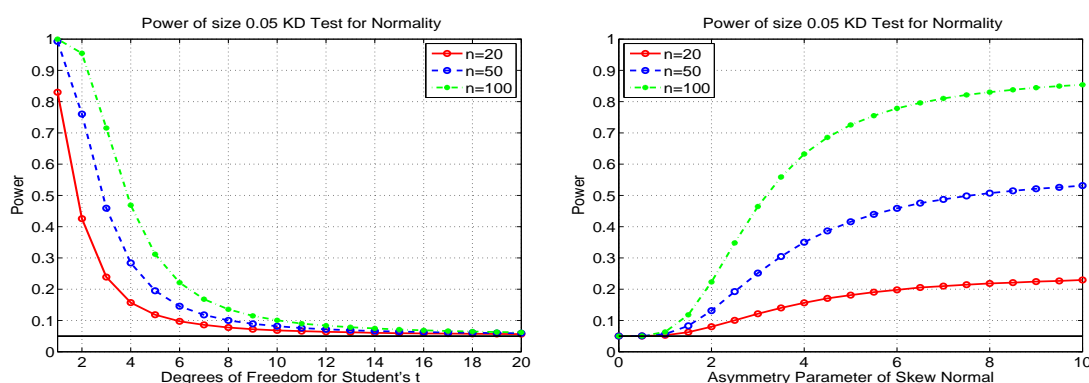 Power of size 0.05 KD Test for Normality
1
0.9
0.8
0.7
0.6
0.5
0.4
0.3
0.2
0.1
0
Power
n=20
n=50
n=100
2 4 6 8 10 12 14 16 18 20
Degrees of Freedom for Student's t
Power of size 0.05 KD Test for Normality
1
0.9
0.8
0.7
0.6
0.5
0.4
0.3
0.2
0.1
0
Power
n=20
n=50
n=100
0 2 4 6 8 10
Asymmetry Parameter of Skew Normal